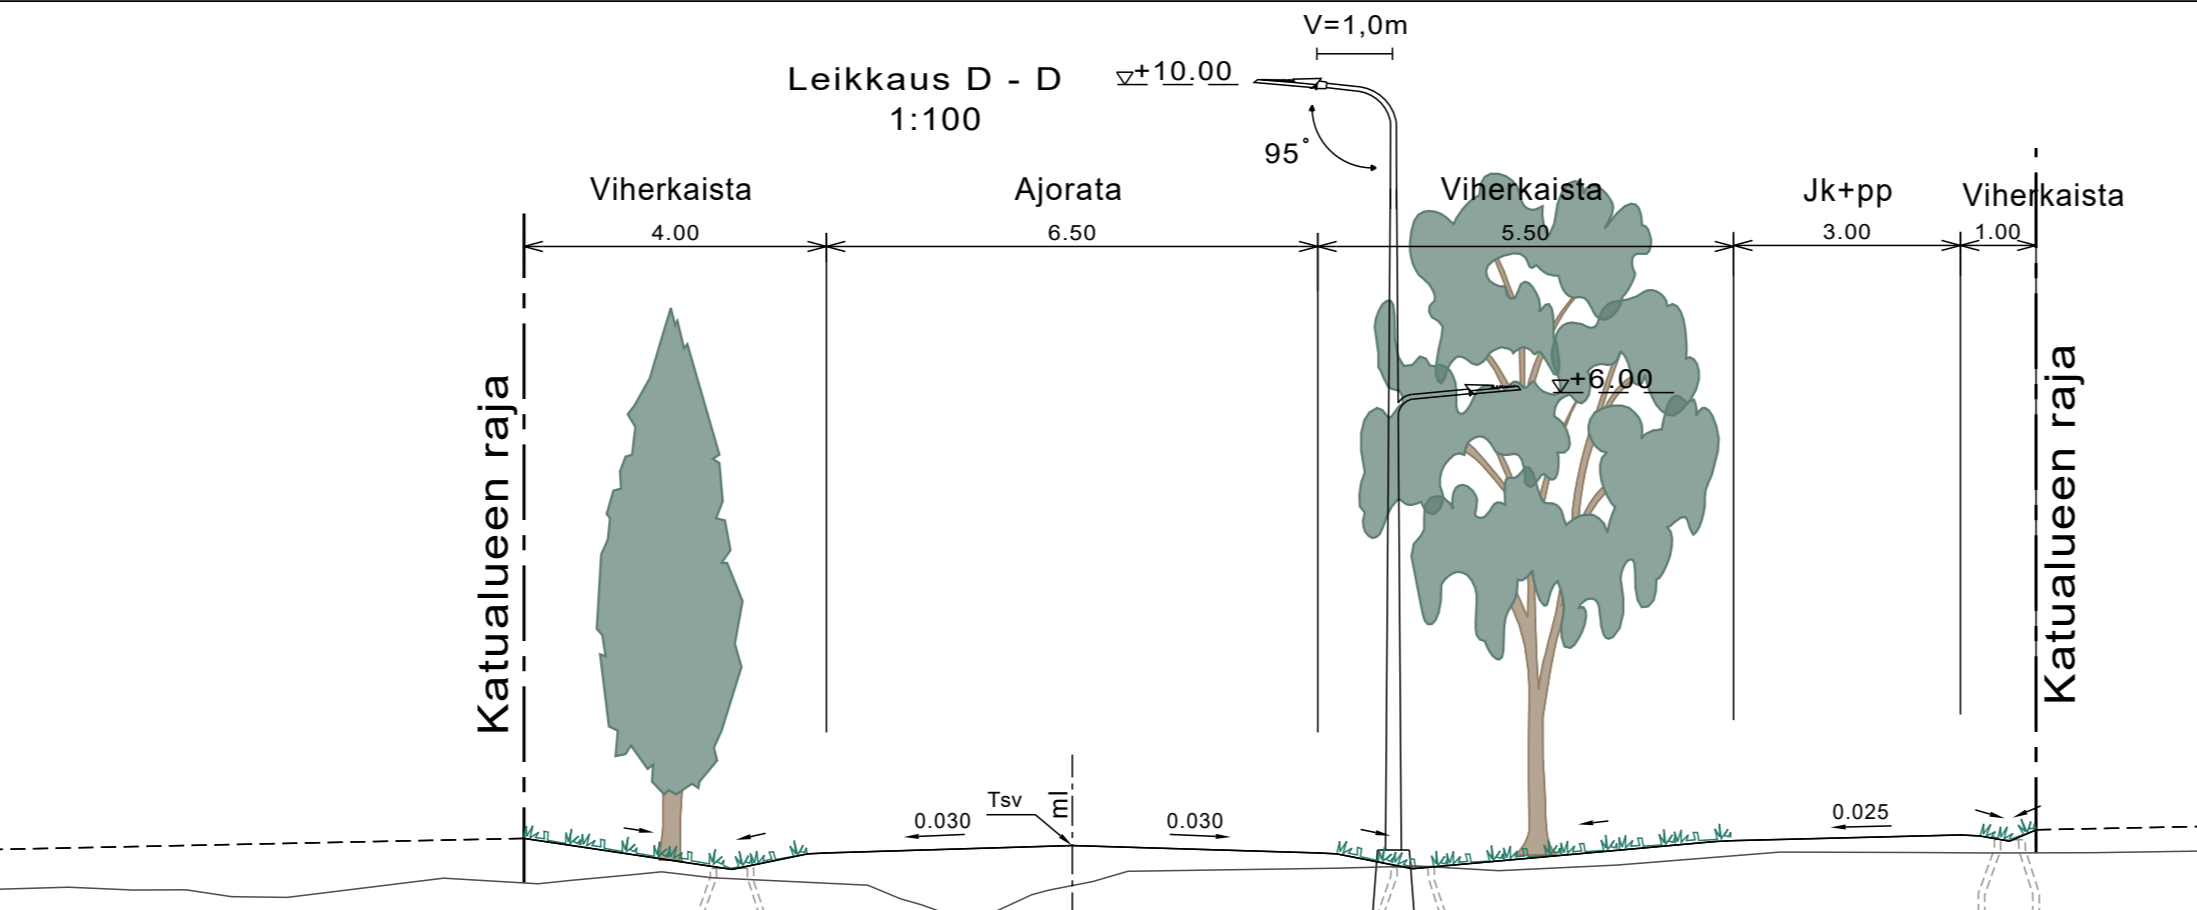 V=1,0m
Leikkaus D - D
+10.00
1:100
95°
Viherkaista
Ajorata
Viherkaista
Jk+pp
Viherkaista
4.00
6.50
5.50
3.00
1.00
+6.00
Katualueen raja
Katualueen raja
Tsv
ml
0.030
0.030
0.025